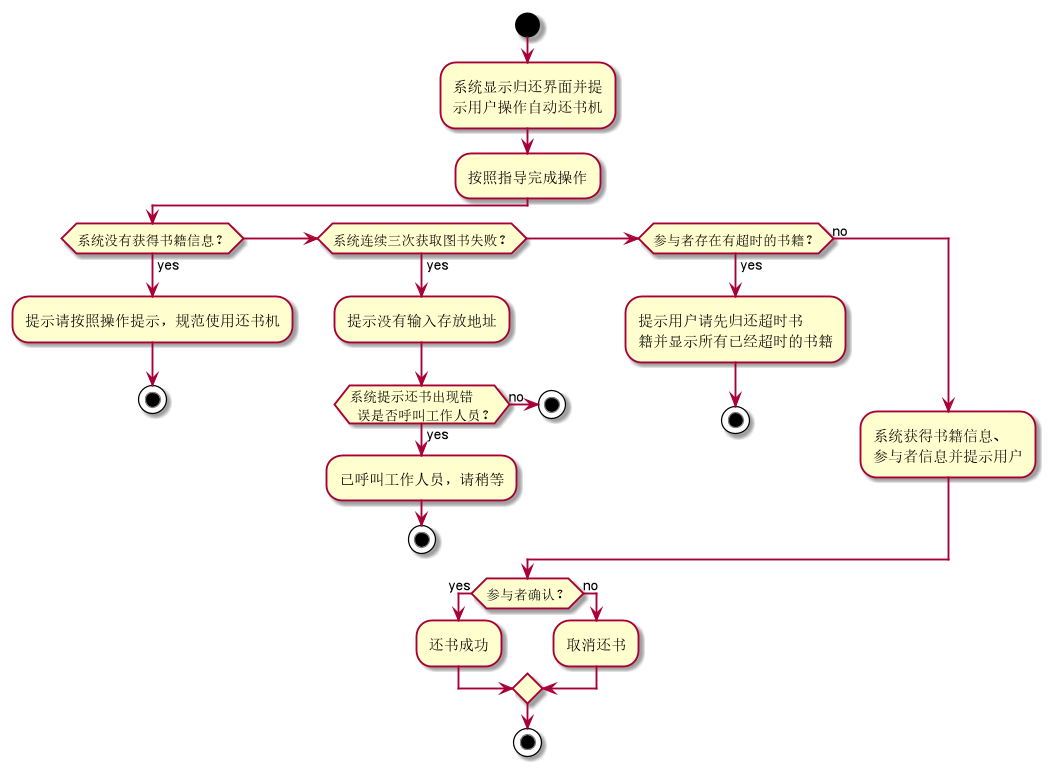 系统显示归还界面并提
示用户操作自动还书机
按照指导完成操作
系统没有获得书籍信息？
系统连续三次获取图书失败？
参与者存在有超时的书籍？
no
yes
yes
yes
提示请按照操作提示，规范使用还书机
提示没有输入存放地址
提示用户请先归还超时书
籍并显示所有已经超时的书籍
系统提示还书出现错
误是否呼叫工作人员？
no
yes
系统获得书籍信息、
参与者信息并提示用户
已呼叫工作人员，请稍等
yes
参与者确认？
no
还书成功
取消还书